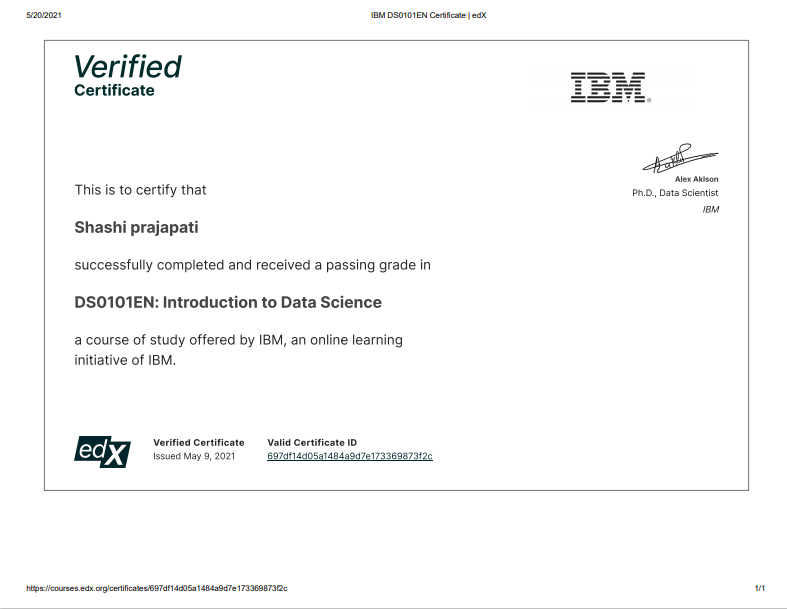 5/20/2021
IBM DS0101EN Certificate | edX
Verified
Certificate
IBM®
Alex Aklson
Ph.D., Data Scientist
IBM
This is to certify that
Shashi prajapati
successfully completed and received a passing grade in
DS0101EN: Introduction to Data Science
a course of study offered by IBM, an online learning
initiative of IBM.
edX
Verified Certificate
Issued May 9, 2021
Valid Certificate ID
697df14d05a1484a9d7e173369873f2c
https://courses.edx.org/certificates/697df14d05a1484a9d7e173369873f2c
1/1